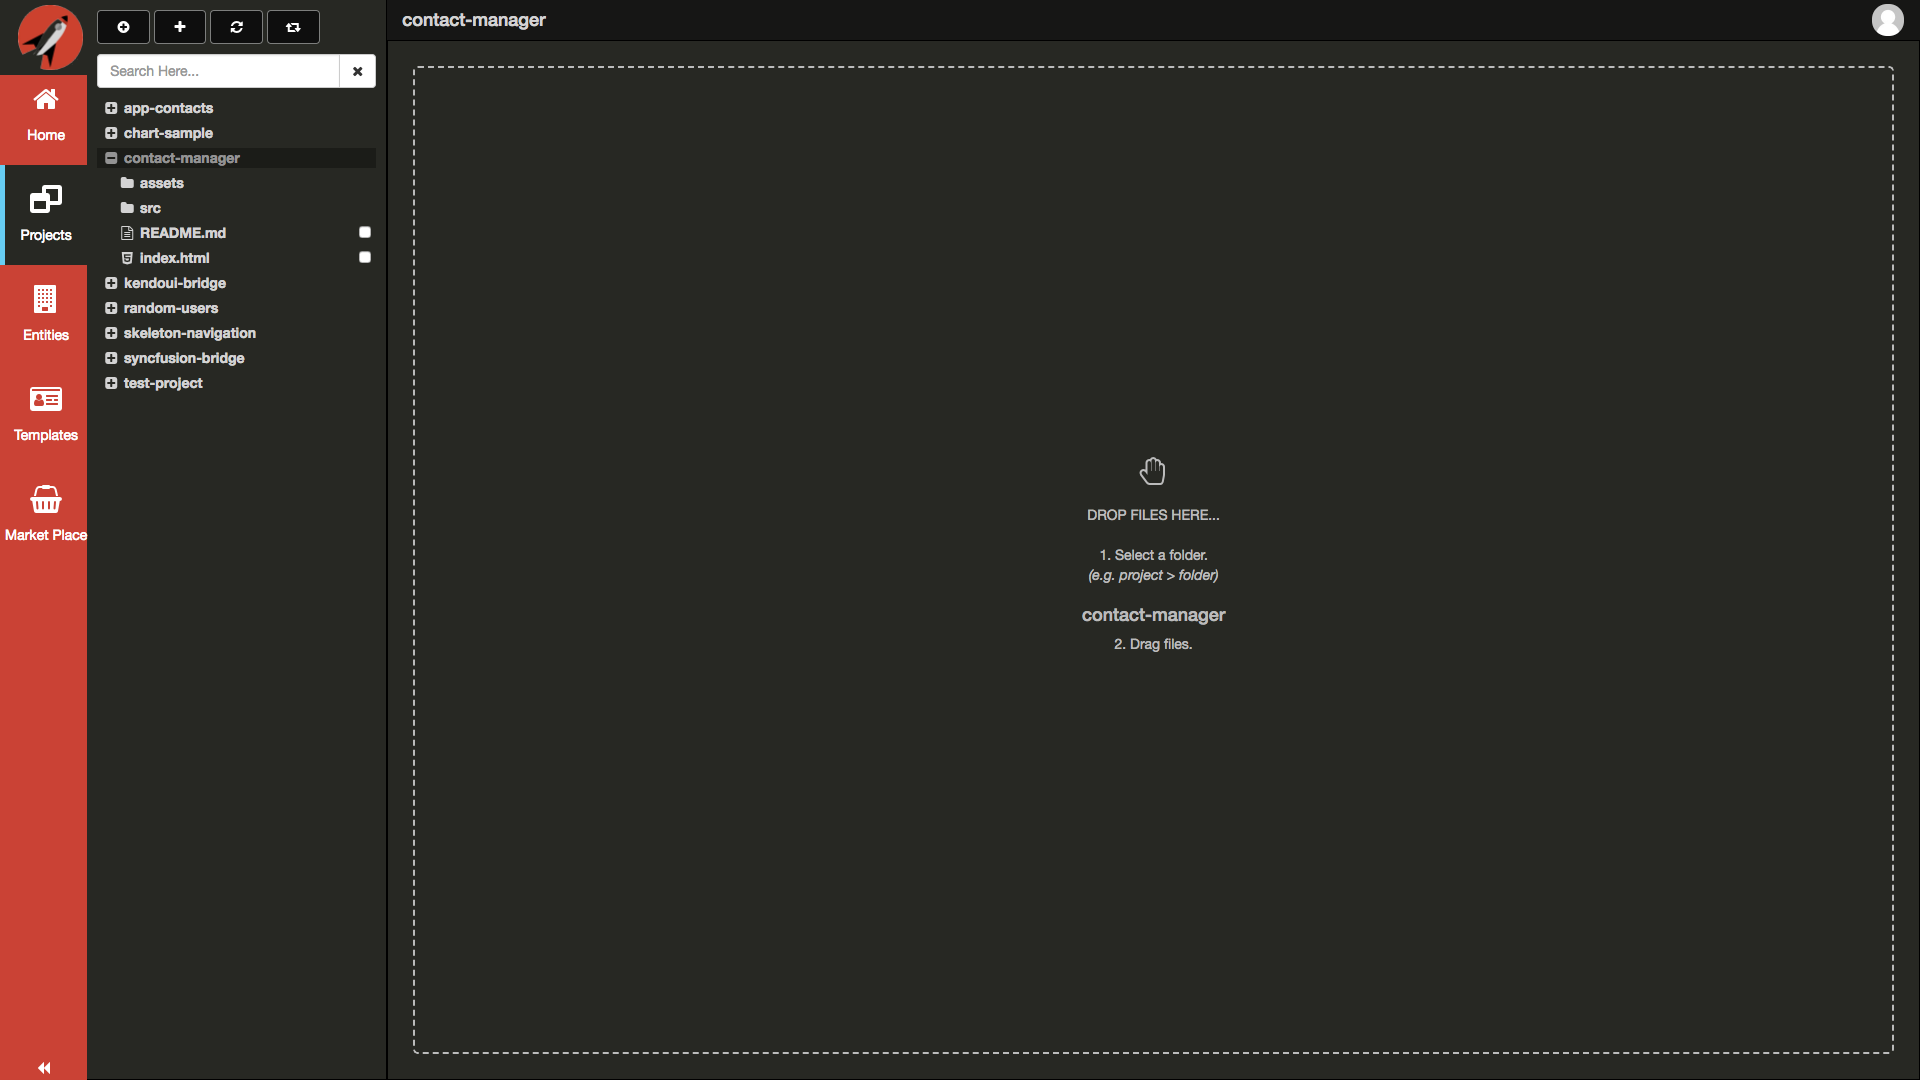 contact-manager
Search Here...
Home
Projects
Entities
Templates
Market Place
app-contacts
chart-sample
contact-manager
assets
src
README.md
index.html
kendoui-bridge
random-users
skeleton-navigation
syncfusion-bridge
test-project
DROP FILES HERE...
1. Select a folder.
(e.g. project > folder)
contact-manager
2. Drag files.